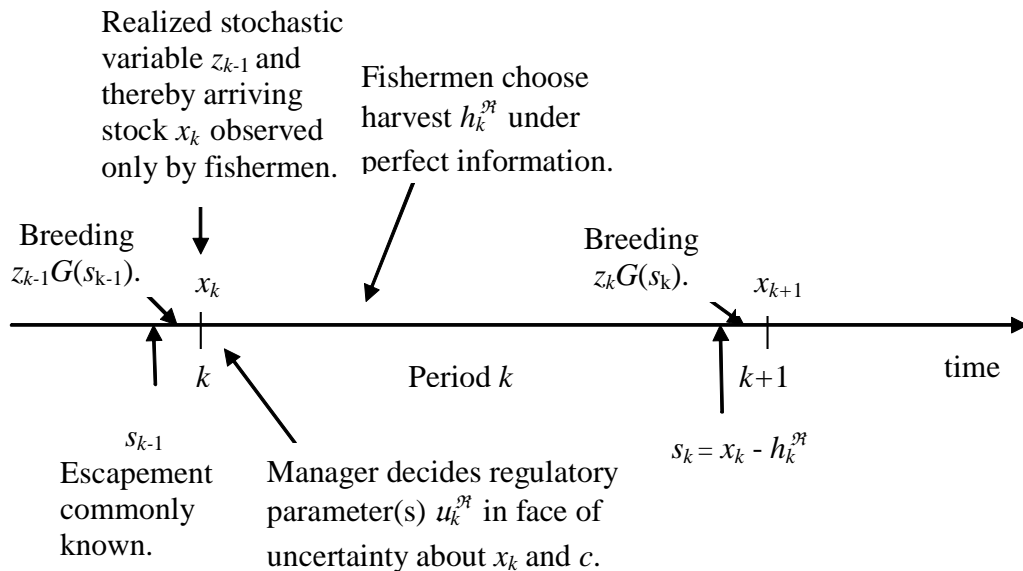 Realized stochastic
variable z_{k-1} and
thereby arriving
stock x_k observed
only by fishermen.
Fishermen choose
harvest h_k^ℜ under
perfect information.
Breeding
z_{k-1}G(s_{k-1}).
x_k
Breeding
z_kG(s_k).
x_{k+1}
k
Period k
k+1
time
s_{k-1}
Escapement
commonly
known.
Manager decides regulatory
parameter(s) u_k^ℜ in face of
uncertainty about x_k and c.
s_k = x_k - h_k^ℜ